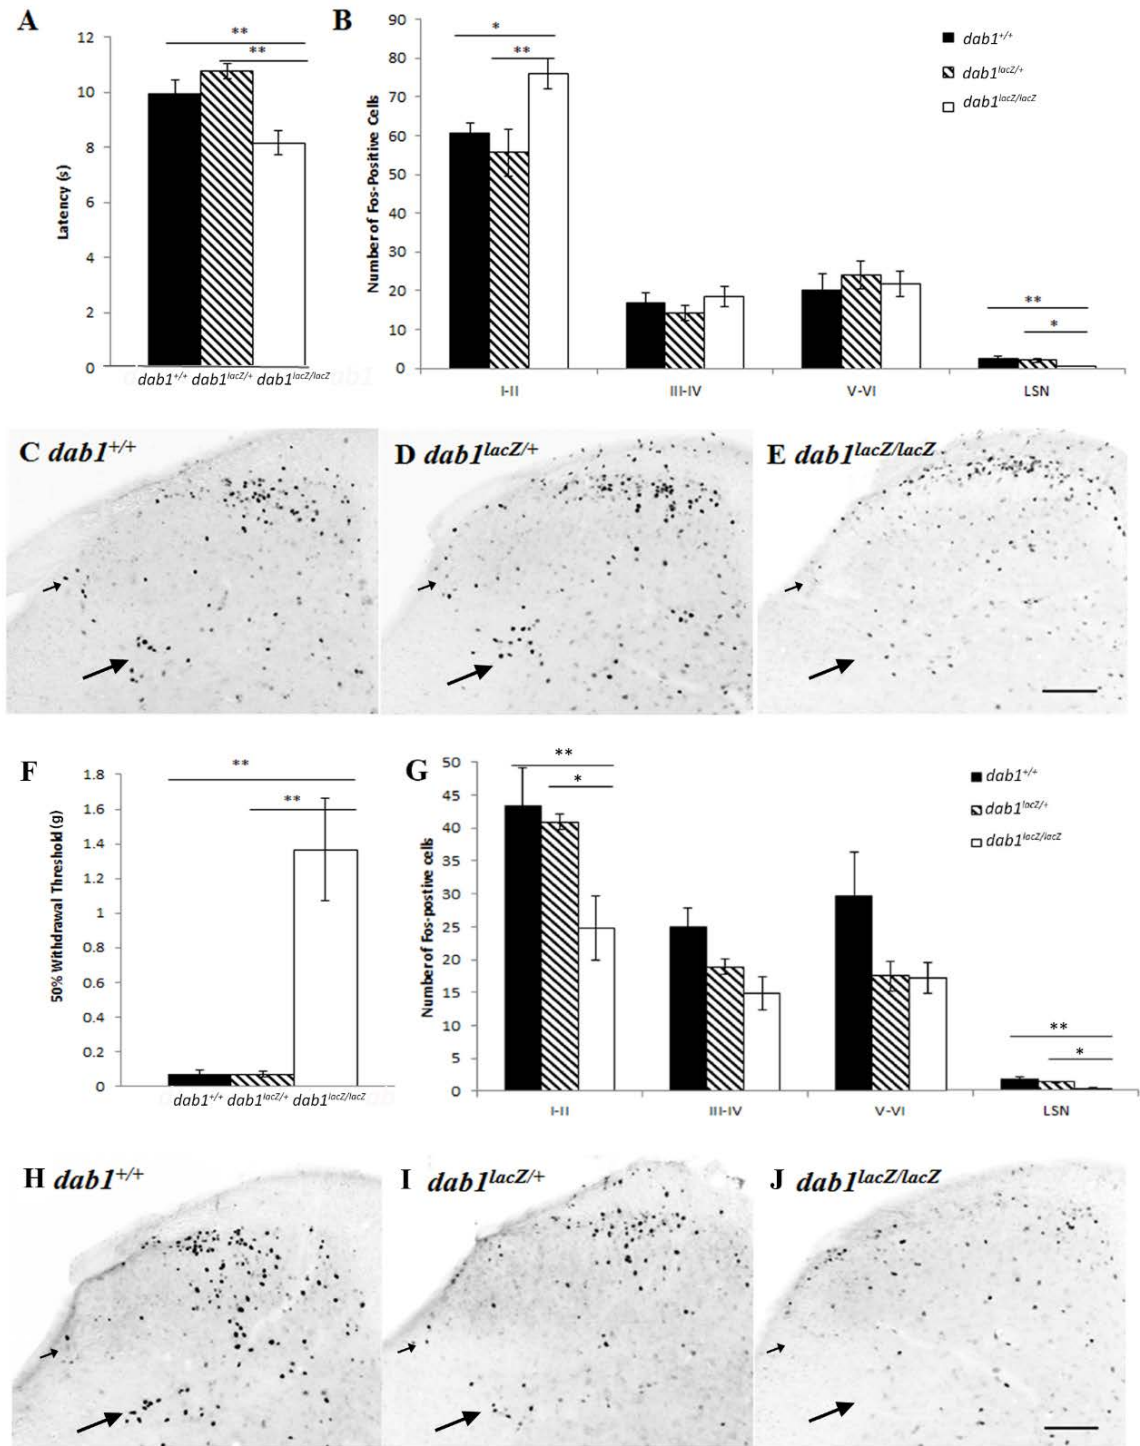 A
Latency (s)
12
10
8
6
4
2
0
**
**
dab1+/+ dab1lacZ/+ dab1lacZ/lacZ
B
Number of Fos-Positive Cells
90
80
70
60
50
40
30
20
10
0
*
**
**
*
I-II III-IV V-VI LSN
dab1+/+
dab1lacZ/+
dab1lacZ/lacZ
C dab1+/+
D dab1lacZ/+
E dab1lacZ/lacZ
F
50% Withdrawal Threshold (g)
1.8
1.6
1.4
1.2
1
0.8
0.6
0.4
0.2
0
**
**
dab1+/+ dab1lacZ/+ dab1lacZ/lacZ
G
Number of Fos-postive cells
50
45
40
35
30
25
20
15
10
5
0
**
*
**
*
I-II III-IV V-VI LSN
dab1+/+
dab1lacZ/+
dab1lacZ/lacZ
H dab1+/+
I dab1lacZ/+
J dab1lacZ/lacZ